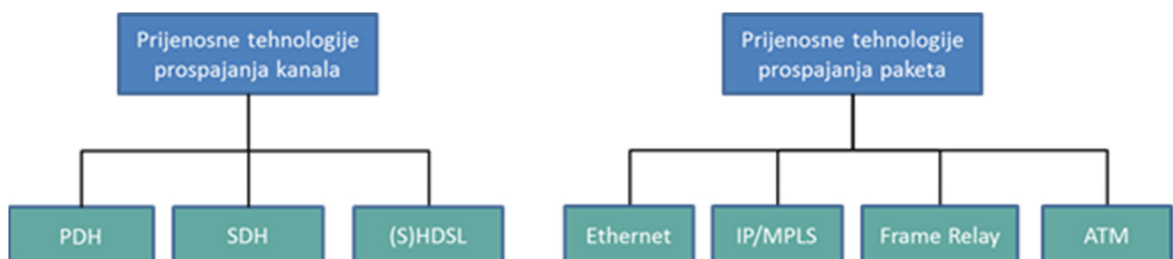 Prijenosne tehnologije
prospajanja kanala
Prijenosne tehnologije
prospajanja paketa
PDH
SDH
(S)HDSL
Ethernet
IP/MPLS
Frame Relay
ATM